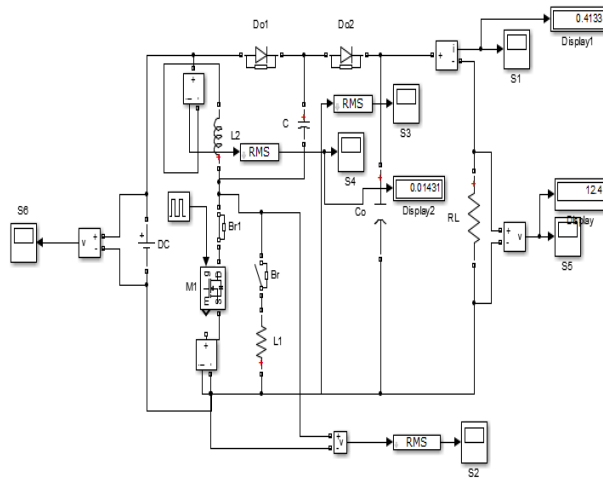 Do1
Do2
0.4133
Display1
i
S1
L2
C
RMS
S3
RMS
S4
0.01431
Display2
Co
RL
12.4
Display
S5
v
S6
v
DC
Br1
M1
Br
L1
v
RMS
S2